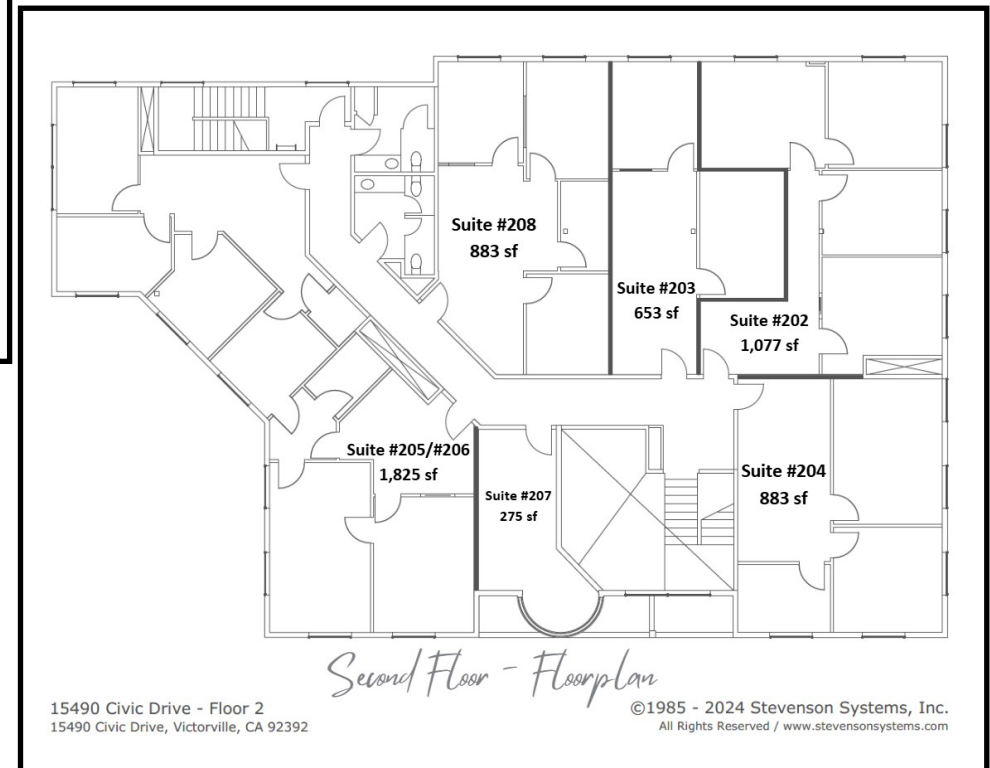 Suite #208
883 sf
Suite #203
653 sf
Suite #202
1,077 sf
Suite #205/#206
1,825 sf
Suite #207
275 sf
Suite #204
883 sf
Second Floor - Floorplan
15490 Civic Drive - Floor 2
15490 Civic Drive, Victorville, CA 92392
©1985 - 2024 Stevenson Systems, Inc.
All Rights Reserved / www.stevensonsystems.com